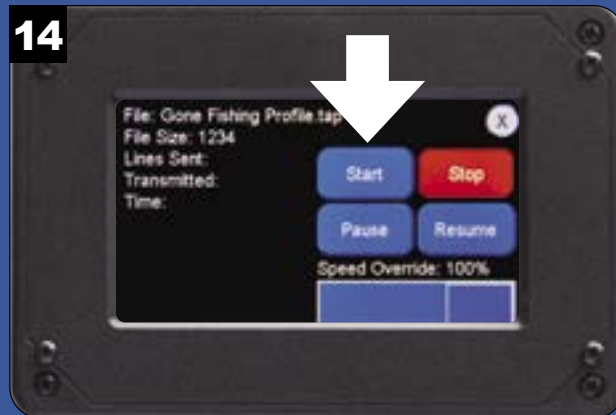 14
File: Gone Fishing Profile.tap
X
File Size: 1234
Lines Sent:
Transmitted:
Time:
Start
Stop
Pause
Resume
Speed Override: 100%